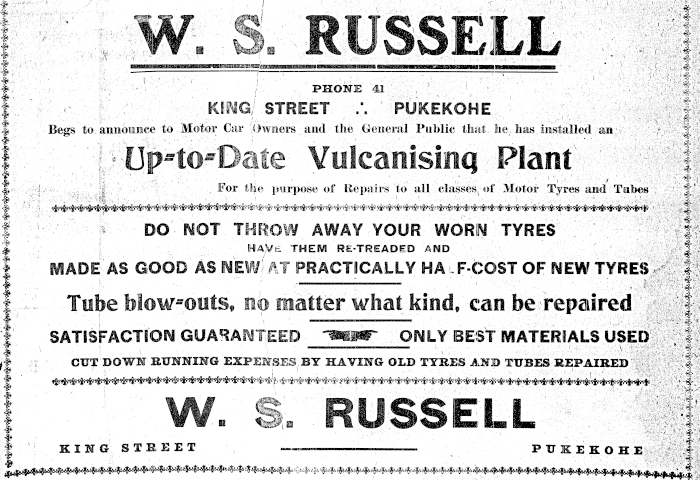 W. S. RUSSELL
PHONE 41
KING STREET ∴ PUKEKOHE
Begs to announce to Motor Car Owners and the General Public that he has installed an
Up-to-Date Vulcanising Plant
For the purpose of Repairs to all classes of Motor Tyres and Tubes
DO NOT THROW AWAY YOUR WORN TYRES
HAVE THEM RE-TREADED AND
MADE AS GOOD AS NEW AT PRACTICALLY HALF-COST OF NEW TYRES
Tube blow-outs, no matter what kind, can be repaired
SATISFACTION GUARANTEED ONLY BEST MATERIALS USED
CUT DOWN RUNNING EXPENSES BY HAVING OLD TYRES AND TUBES REPAIRED
W. S. RUSSELL
KING STREET PUKEKOHE